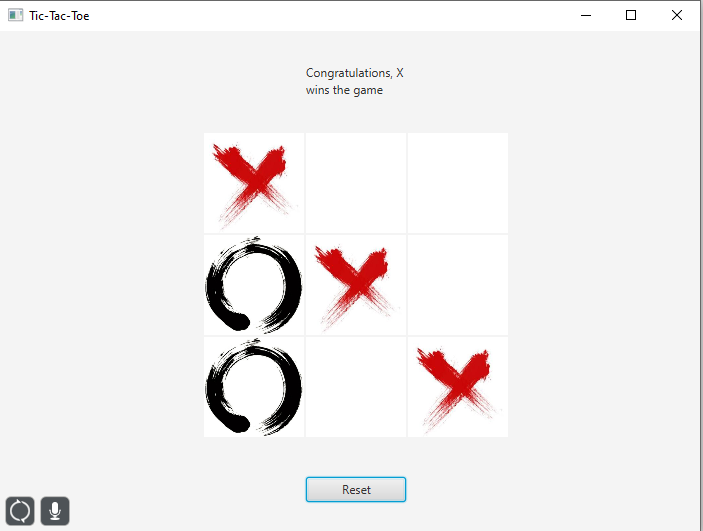 Tic-Tac-Toe
Congratulations, X
wins the game
Reset